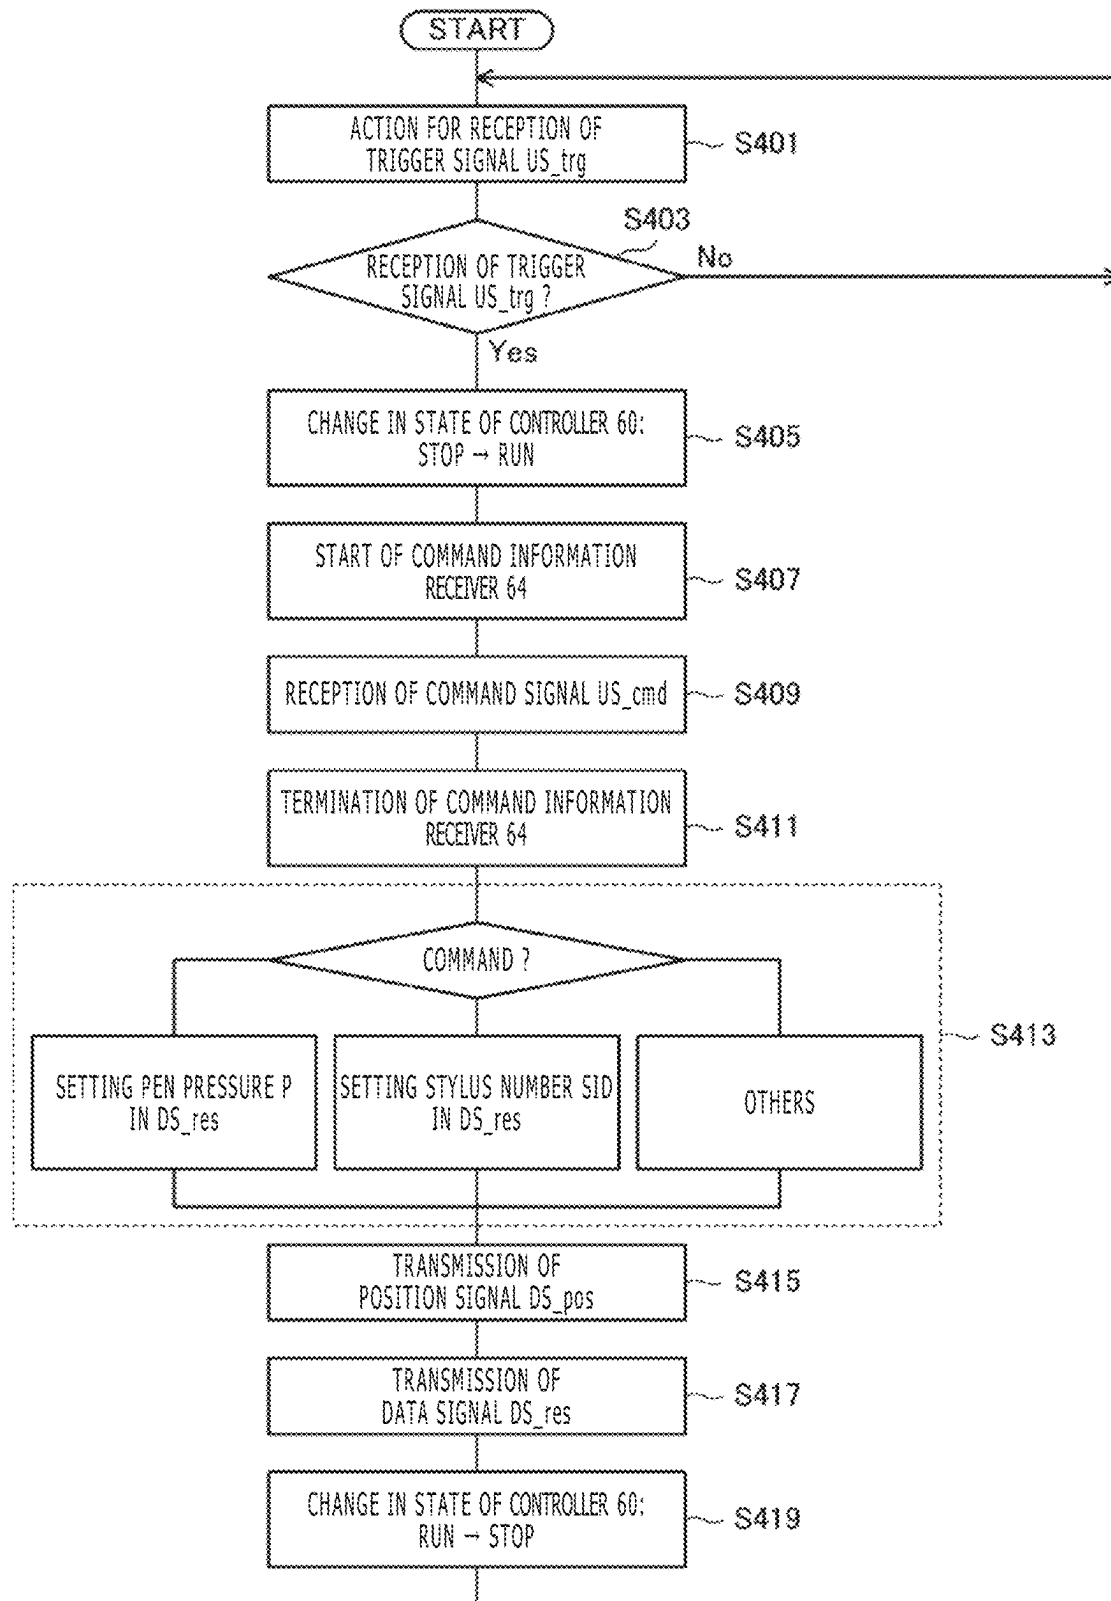 START
ACTION FOR RECEPTION OF
TRIGGER SIGNAL US_trg
S401
S403
RECEPTION OF TRIGGER
SIGNAL US_trg ?
No
Yes
CHANGE IN STATE OF CONTROLLER 60:
STOP → RUN
S405
START OF COMMAND INFORMATION
RECEIVER 64
S407
RECEPTION OF COMMAND SIGNAL US_cmd
S409
TERMINATION OF COMMAND INFORMATION
RECEIVER 64
S411
COMMAND ?
S413
SETTING PEN PRESSURE P
IN DS_res
SETTING STYLUS NUMBER SID
IN DS_res
OTHERS
TRANSMISSION OF
POSITION SIGNAL DS_pos
S415
TRANSMISSION OF
DATA SIGNAL DS_res
S417
CHANGE IN STATE OF CONTROLLER 60:
RUN → STOP
S419